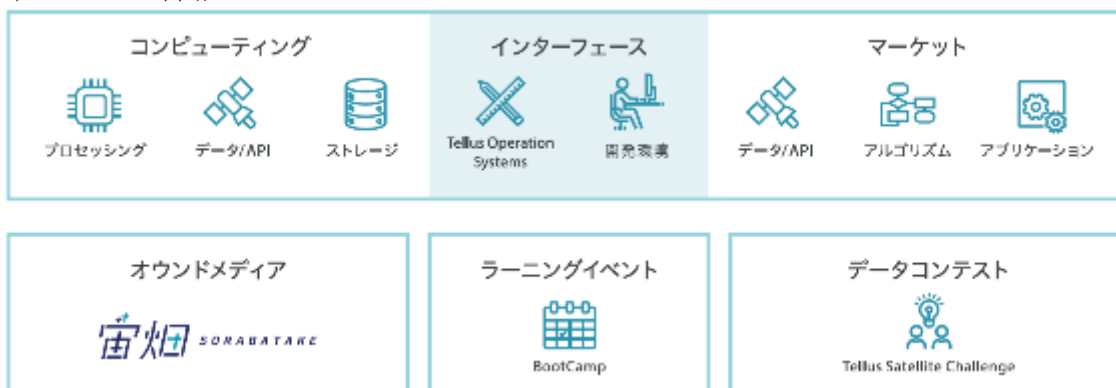 コンピューティング
インターフェース
マーケット
プロセッシング
データ/API
ストレージ
Tellus Operation
Systems
開発環境
データ/API
アルゴリズム
アプリケーション
オウンドメディア
ラーニングイベント
データコンテスト
宙畑 SORABATAKE
BootCamp
Tellus Satellite Challenge